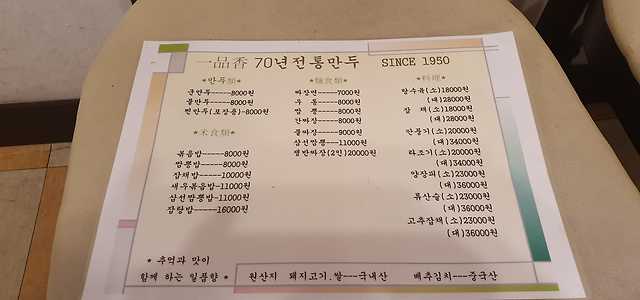 一品香 70년전통만두 SINCE 1950
*만두類*
군만두-----8000원
물만두-----8000원
찐만두(포장용)-8000원
*米食類*
볶음밥-----8000원
짬뽕밥-----8000원
잡채밥-----10000원
새우볶음밥-11000원
삼선짬뽕밥-11000원
잡탕밥-----16000원
*麵食類*
짜장면-----7000원
우 동-----8000원
짬 뽕-----8000원
간짜장-----8000원
물짜장-----9000원
삼선짬뽕---11000원
쟁반짜장(2인)20000원
*料理*
탕수육(소)18000원
(대)28000원
잡 채(소)18000원
(대)28000원
깐풍기(소)20000원
(대)34000원
라조기(소)20000원
(대)34000원
양장피(소)23000원
(대)36000원
류산슬(소)23000원
(대)36000원
고추잡채(소)23000원
(대)36000원
* 추억과 맛이
함께 하는 일품향 *
원산지 돼지고기.쌀---국내산 배추김치---중국산